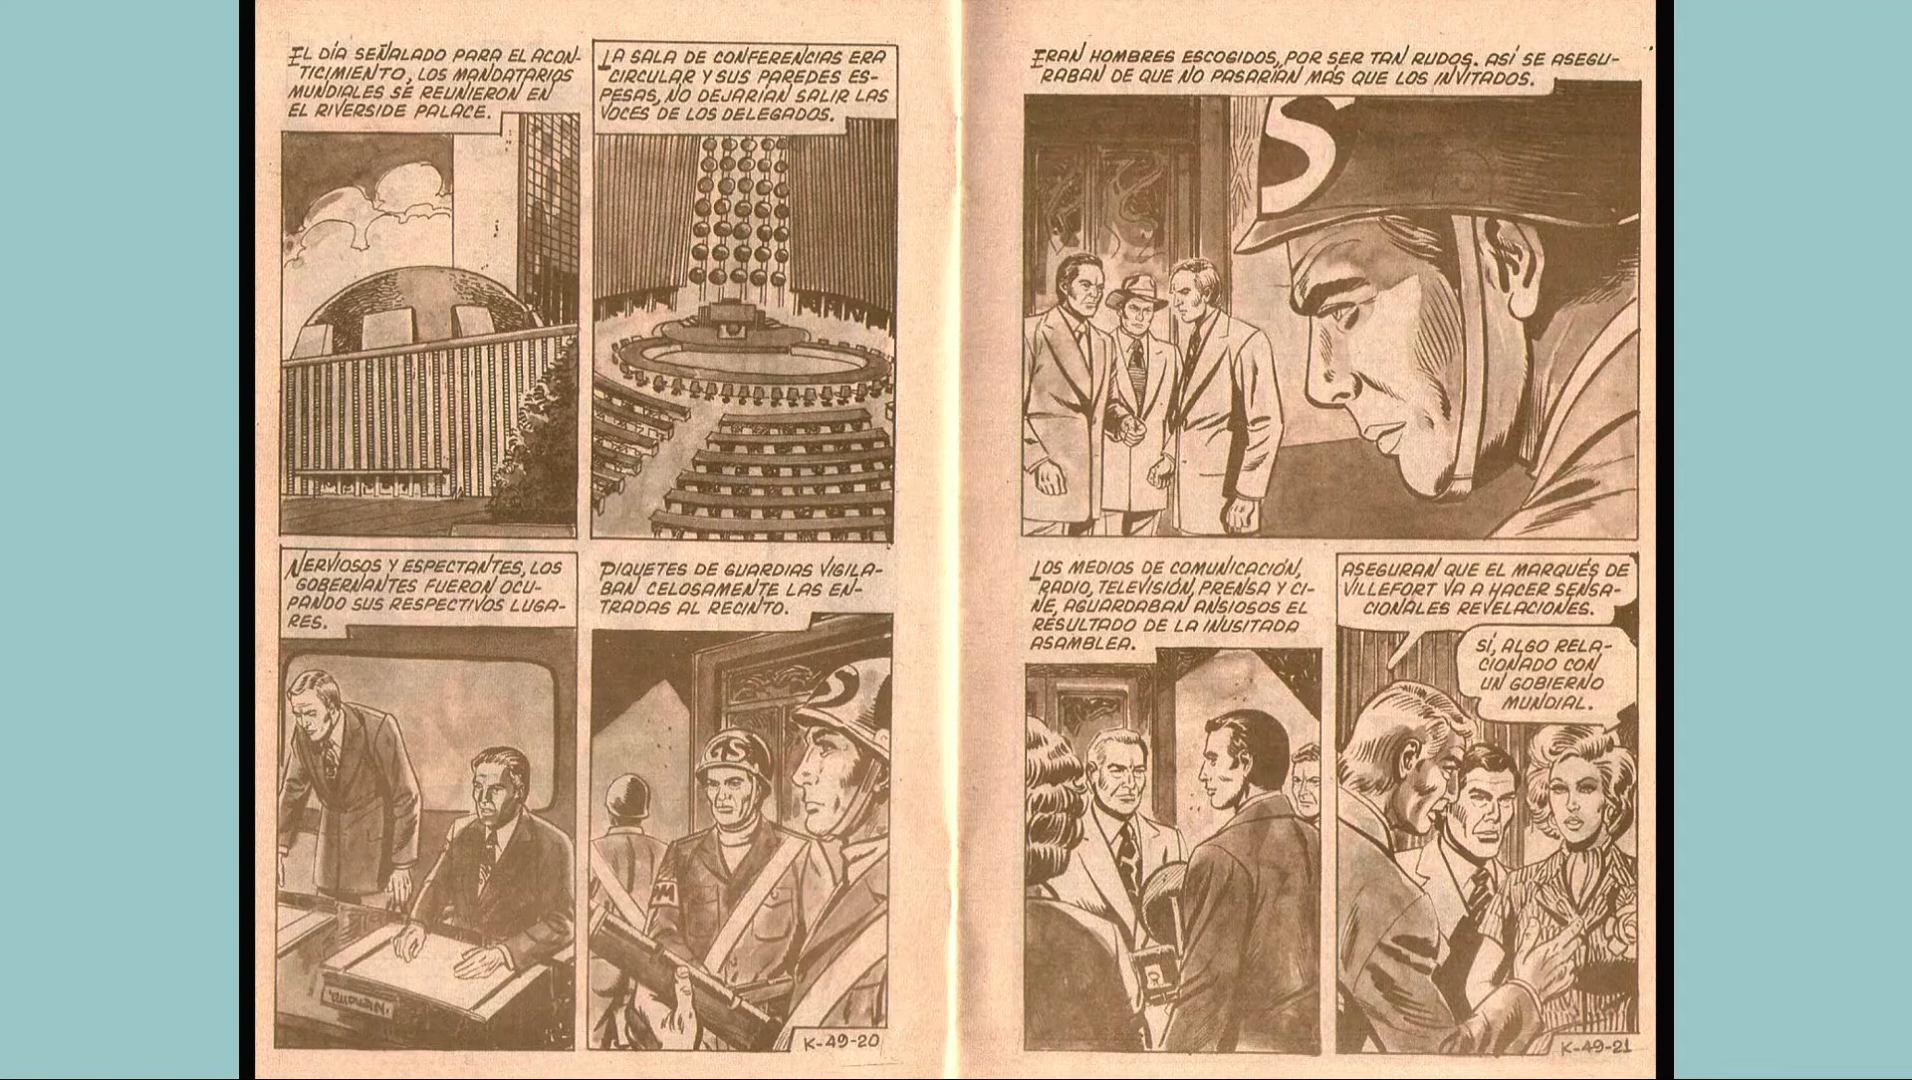 EL DÍA SEÑALADO PARA EL ACON-
TICIMIENTO, LOS MANDATARIOS
MUNDIALES SE REUNIERON EN
EL RIVERSIDE PALACE.
LA SALA DE CONFERENCIAS ERA
CIRCULAR Y SUS PAREDES ES-
PESAS, NO DEJARÍAN SALIR LAS
VOCES DE LOS DELEGADOS.
NERVIOSOS Y ESPECTANTES, LOS
GOBERNANTES FUERON OCU-
PANDO SUS RESPECTIVOS LUGA-
RES.
PIQUETES DE GUARDIAS VIGILA-
BAN CELOSAMENTE LAS EN-
TRADAS AL RECINTO.
K-49-20
ERAN HOMBRES ESCOGIDOS, POR SER TAN RUDOS. ASÍ SE ASEGU-
RABAN DE QUE NO PASARÍAN MÁS QUE LOS INVITADOS.
S
LOS MEDIOS DE COMUNICACIÓN,
RADIO, TELEVISIÓN, PRENSA Y CI-
NE, AGUARDABAN ANSIOSOS EL
RESULTADO DE LA INUSITADA
ASAMBLEA.
ASEGURAN QUE EL MARQUÉS DE
VILLEFORT VA A HACER SENSA-
CIONALES REVELACIONES.
SÍ, ALGO RELA-
CIONADO CON
UN GOBIERNO
MUNDIAL.
K-49-21